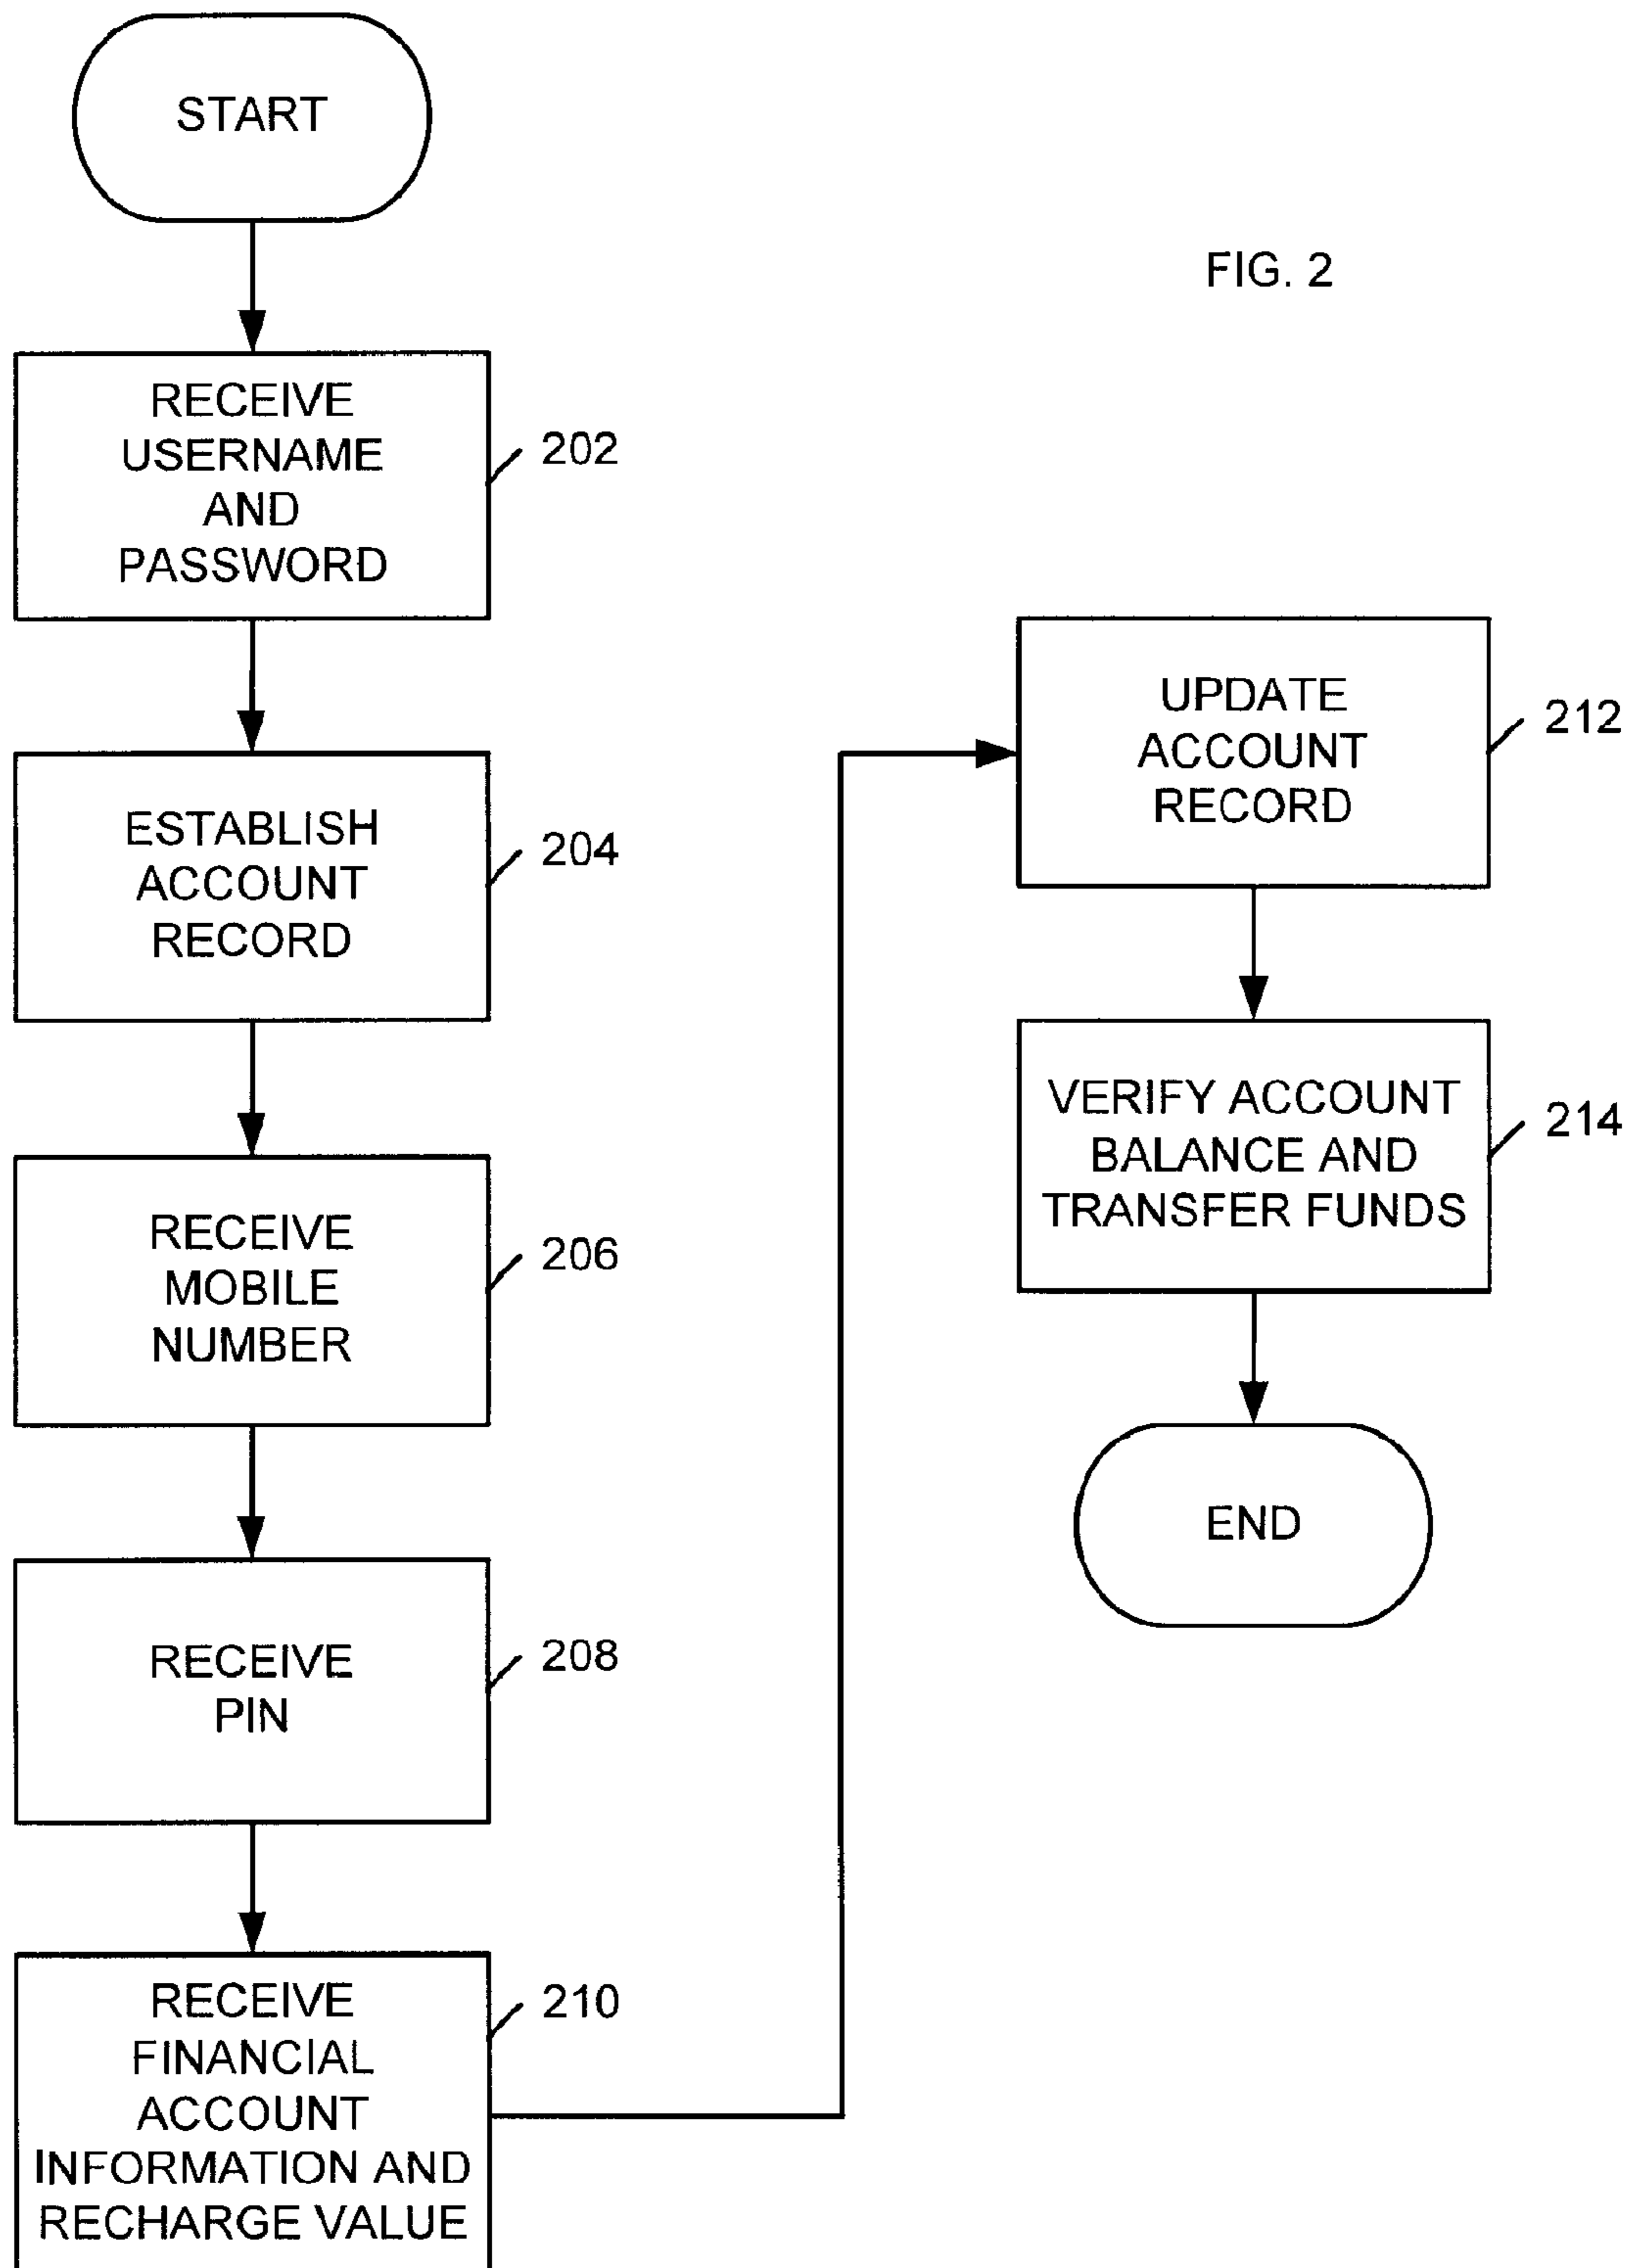 START
FIG. 2
RECEIVE
USERNAME
AND
PASSWORD
202
ESTABLISH
ACCOUNT
RECORD
204
RECEIVE
MOBILE
NUMBER
206
RECEIVE
PIN
208
RECEIVE
FINANCIAL
ACCOUNT
INFORMATION AND
RECHARGE VALUE
210
UPDATE
ACCOUNT
RECORD
212
VERIFY ACCOUNT
BALANCE AND
TRANSFER FUNDS
214
END